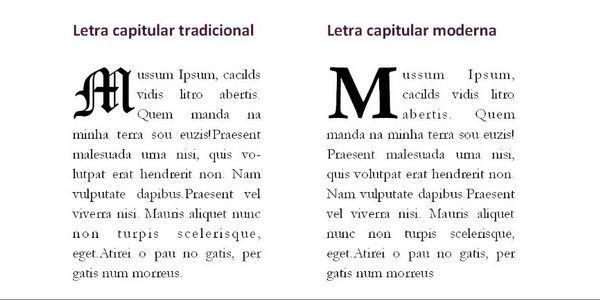 Letra capitular tradicional
Mussum Ipsum, cacilds
vidis litro abertis.
Quem manda na
minha terra sou euzis!Praesent
malesuada urna nisi, quis vo-
lutpat erat hendrerit non. Nam
vulputate dapibus.Praesent vel
viverra nisi. Mauris aliquet nunc
non turpis scelerisque,
eget.Atirei o pau no gatis, per
gatis num morreus.
Letra capitular moderna
Mussum Ipsum,
cacilds vidis litro
abertis. Quem
manda na minha terra sou euzis!
Praesent malesuada urna nisi,
quis volutpat erat hendrerit non.
Nam vulputate dapibus.Praesent
vel viverra nisi. Mauris aliquet
nunc non turpis scelerisque,
eget.Atirei o pau no gatis, per
gatis num morreus